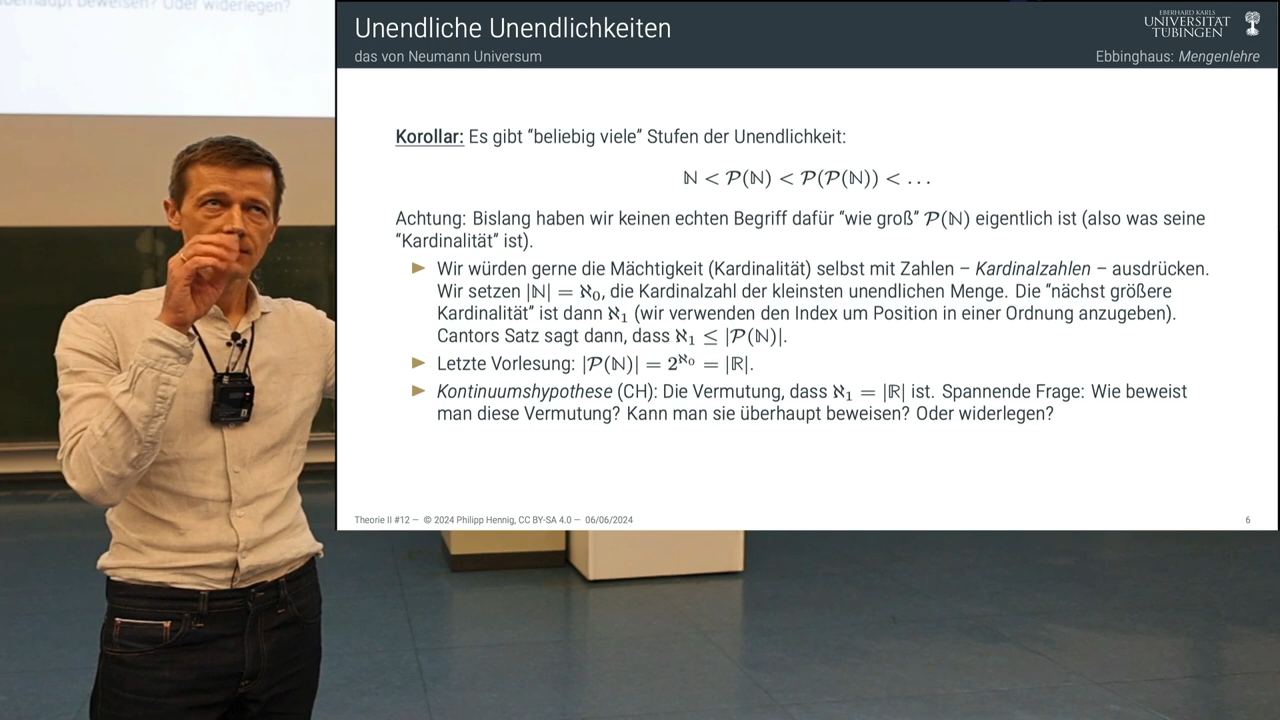 überhaupt beweisen? Oder widerlegen?
Unendliche Unendlichkeiten
das von Neumann Universum
EBERHARD KARLS
UNIVERSITÄT
TÜBINGEN
Ebbinghaus: Mengenlehre
Korollar: Es gibt “beliebig viele” Stufen der Unendlichkeit:
ℕ < 𝒫(ℕ) < 𝒫(𝒫(ℕ)) < . . .
Achtung: Bislang haben wir keinen echten Begriff dafür “wie groß” 𝒫(ℕ) eigentlich ist (also was seine
“Kardinalität” ist).
▶ Wir würden gerne die Mächtigkeit (Kardinalität) selbst mit Zahlen – Kardinalzahlen – ausdrücken.
Wir setzen |ℕ| = ℵ₀, die Kardinalzahl der kleinsten unendlichen Menge. Die “nächst größere
Kardinalität” ist dann ℵ₁ (wir verwenden den Index um Position in einer Ordnung anzugeben).
Cantors Satz sagt dann, dass ℵ₁ ≤ |𝒫(ℕ)|.
▶ Letzte Vorlesung: |𝒫(ℕ)| = 2^ℵ₀ = |ℝ|.
▶ Kontinuumshypothese (CH): Die Vermutung, dass ℵ₁ = |ℝ| ist. Spannende Frage: Wie beweist
man diese Vermutung? Kann man sie überhaupt beweisen? Oder widerlegen?
Theorie II #12 — © 2024 Philipp Hennig, CC BY-SA 4.0 — 06/06/2024
6